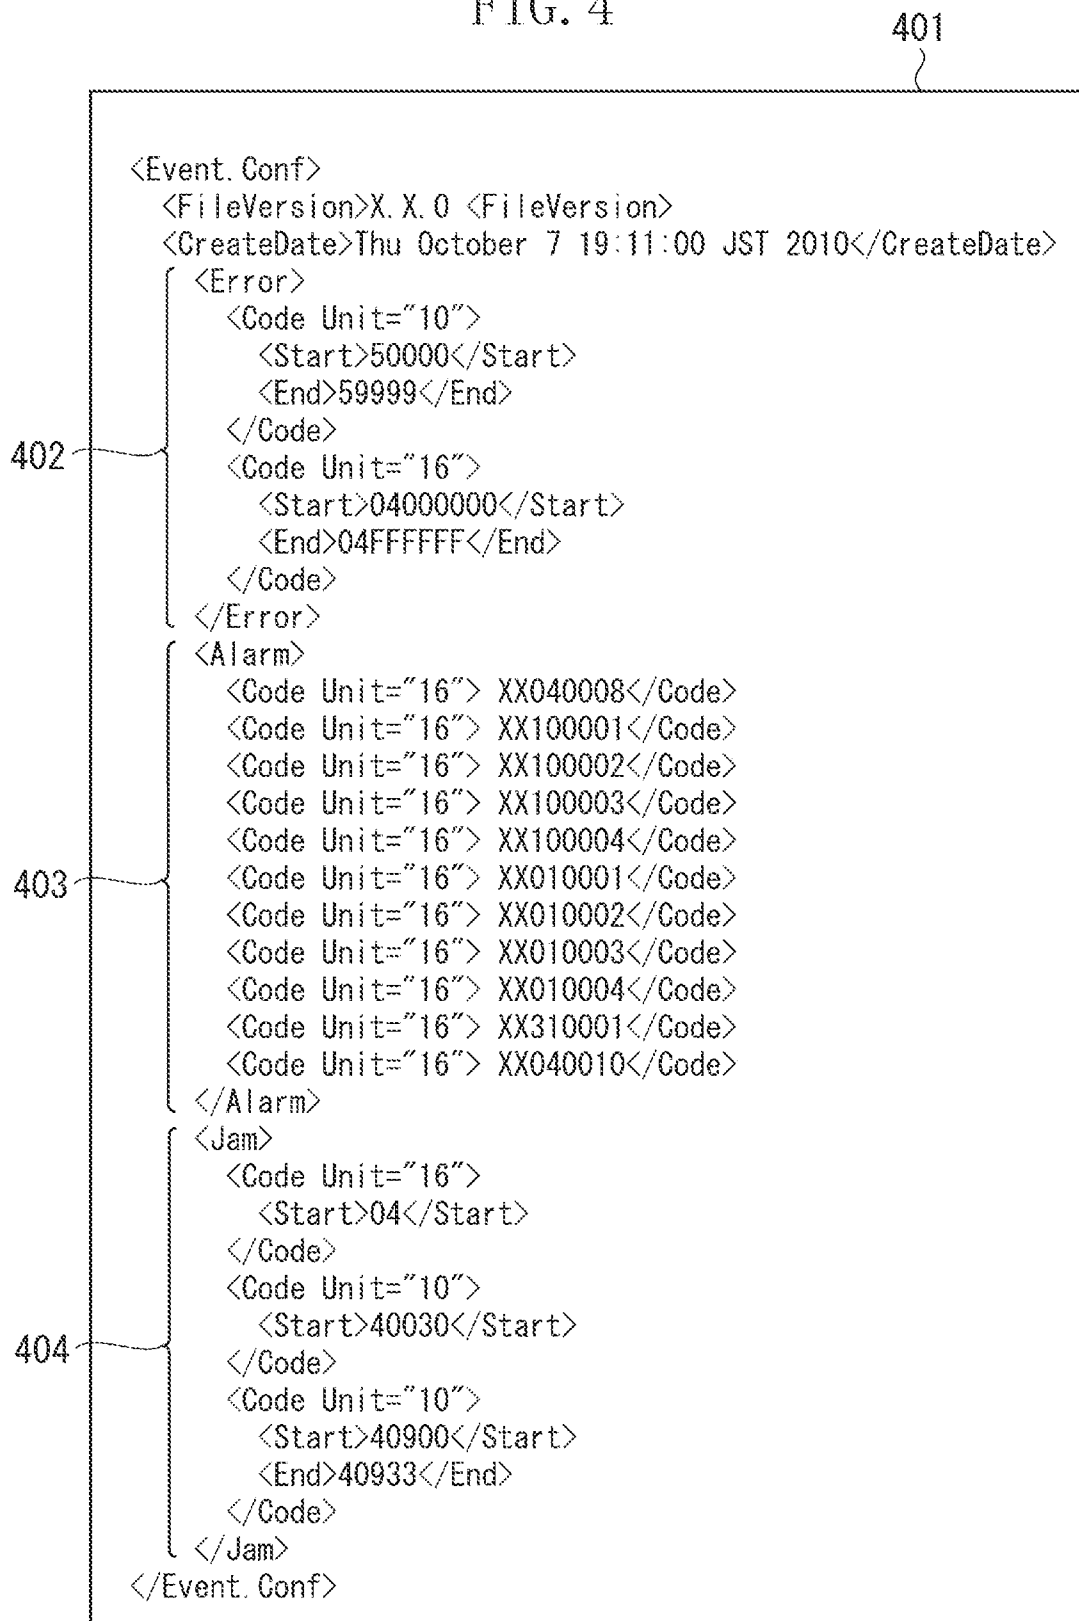 FIG. 4
401
<Event.Conf>
<FileVersion>X.X.0 <FileVersion>
<CreateDate>Thu October 7 19:11:00 JST 2010</CreateDate>
<Error>
<Code Unit="10">
<Start>50000</Start>
<End>59999</End>
</Code>
402
<Code Unit="16">
<Start>04000000</Start>
<End>04FFFFFF</End>
</Code>
</Error>
<Alarm>
<Code Unit="16"> XX040008</Code>
<Code Unit="16"> XX100001</Code>
<Code Unit="16"> XX100002</Code>
<Code Unit="16"> XX100003</Code>
<Code Unit="16"> XX100004</Code>
403
<Code Unit="16"> XX010001</Code>
<Code Unit="16"> XX010002</Code>
<Code Unit="16"> XX010003</Code>
<Code Unit="16"> XX010004</Code>
<Code Unit="16"> XX310001</Code>
<Code Unit="16"> XX040010</Code>
</Alarm>
<Jam>
<Code Unit="16">
<Start>04</Start>
</Code>
<Code Unit="10">
<Start>40030</Start>
404
</Code>
<Code Unit="10">
<Start>40900</Start>
<End>40933</End>
</Code>
</Jam>
</Event.Conf>